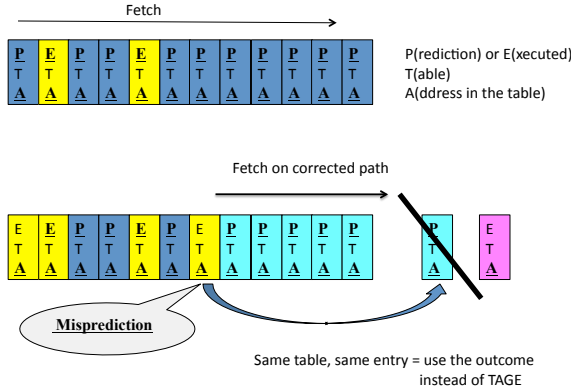 Fetch
P E P P E P P P P P P P
T T T T T T T T T T T T
A A A A A A A A A A A A
P(rediction) or E(xecuted)
T(able)
A(ddress in the table)
Fetch on corrected path
E E P P E P E P P P P P P E
T T T T T T T T T T T T T T
A A A A A A A A A A A A A A
Misprediction
Same table, same entry = use the outcome
instead of TAGE